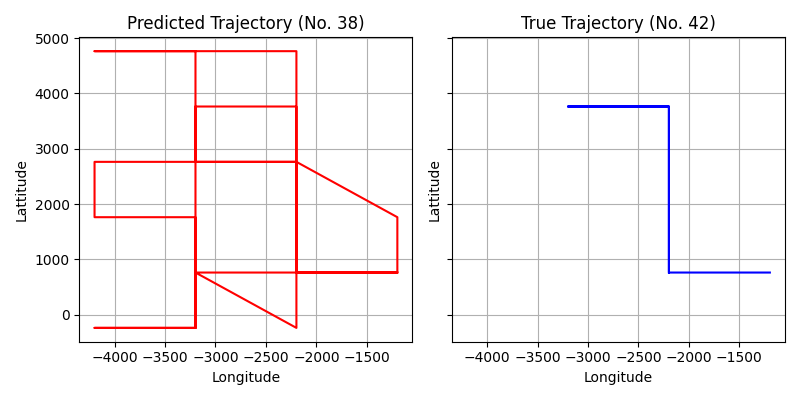 Predicted Trajectory (No. 38)
True Trajectory (No. 42)
5000
4000
3000
2000
1000
0
Lattitude
Lattitude
−4000 −3500 −3000 −2500 −2000 −1500
−4000 −3500 −3000 −2500 −2000 −1500
Longitude
Longitude